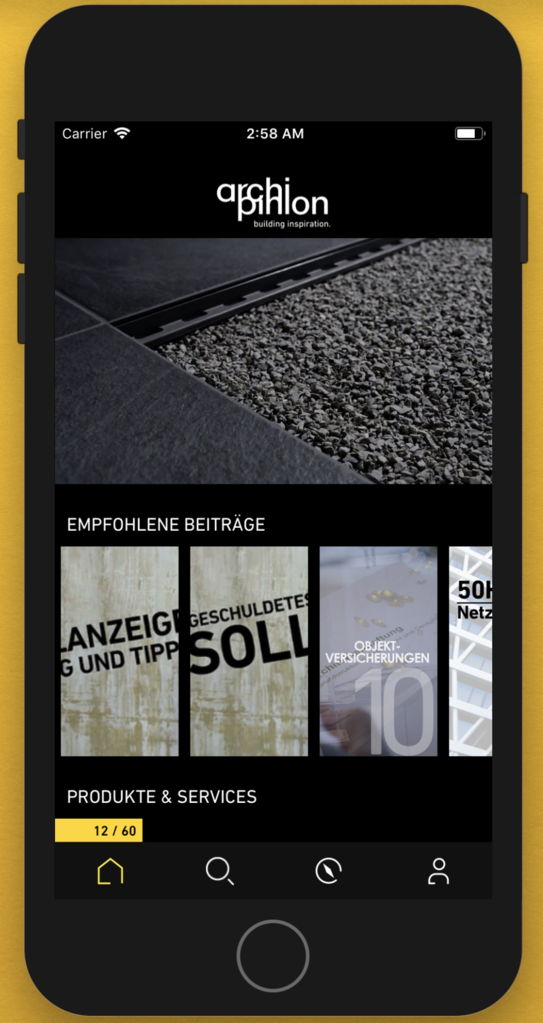 Carrier
2:58 AM
archi
pinion
building inspiration.
EMPFOHLENE BEITRÄGE
LANZEIGE
G UND TIPP
GESCHULDETES
SOLL
OBJEKT-
VERSICHERUNGEN
10
50H
Netz
PRODUKTE & SERVICES
12 / 60